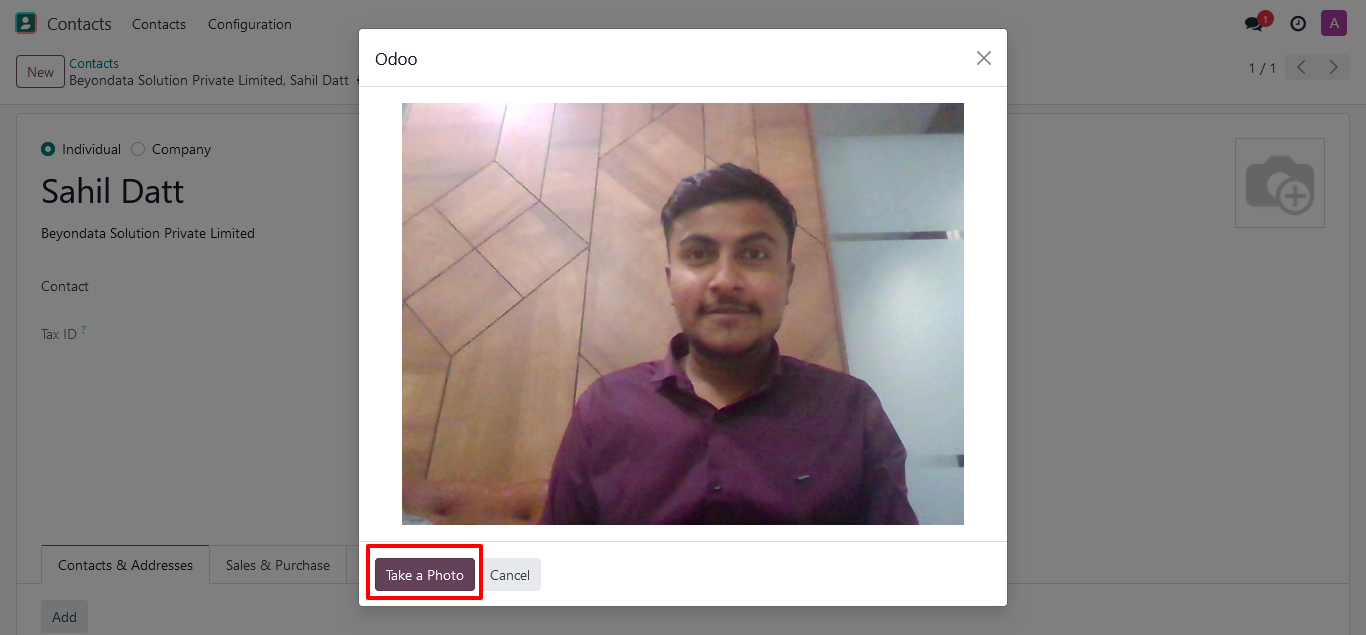 Contacts Contacts Configuration 1 A
New Contacts
Beyondata Solution Private Limited, Sahil Datt
1 / 1
Odoo
Individual Company
Sahil Datt
Beyondata Solution Private Limited
Contact
Tax ID ?
Take a Photo Cancel
Contacts & Addresses Sales & Purchase
Add